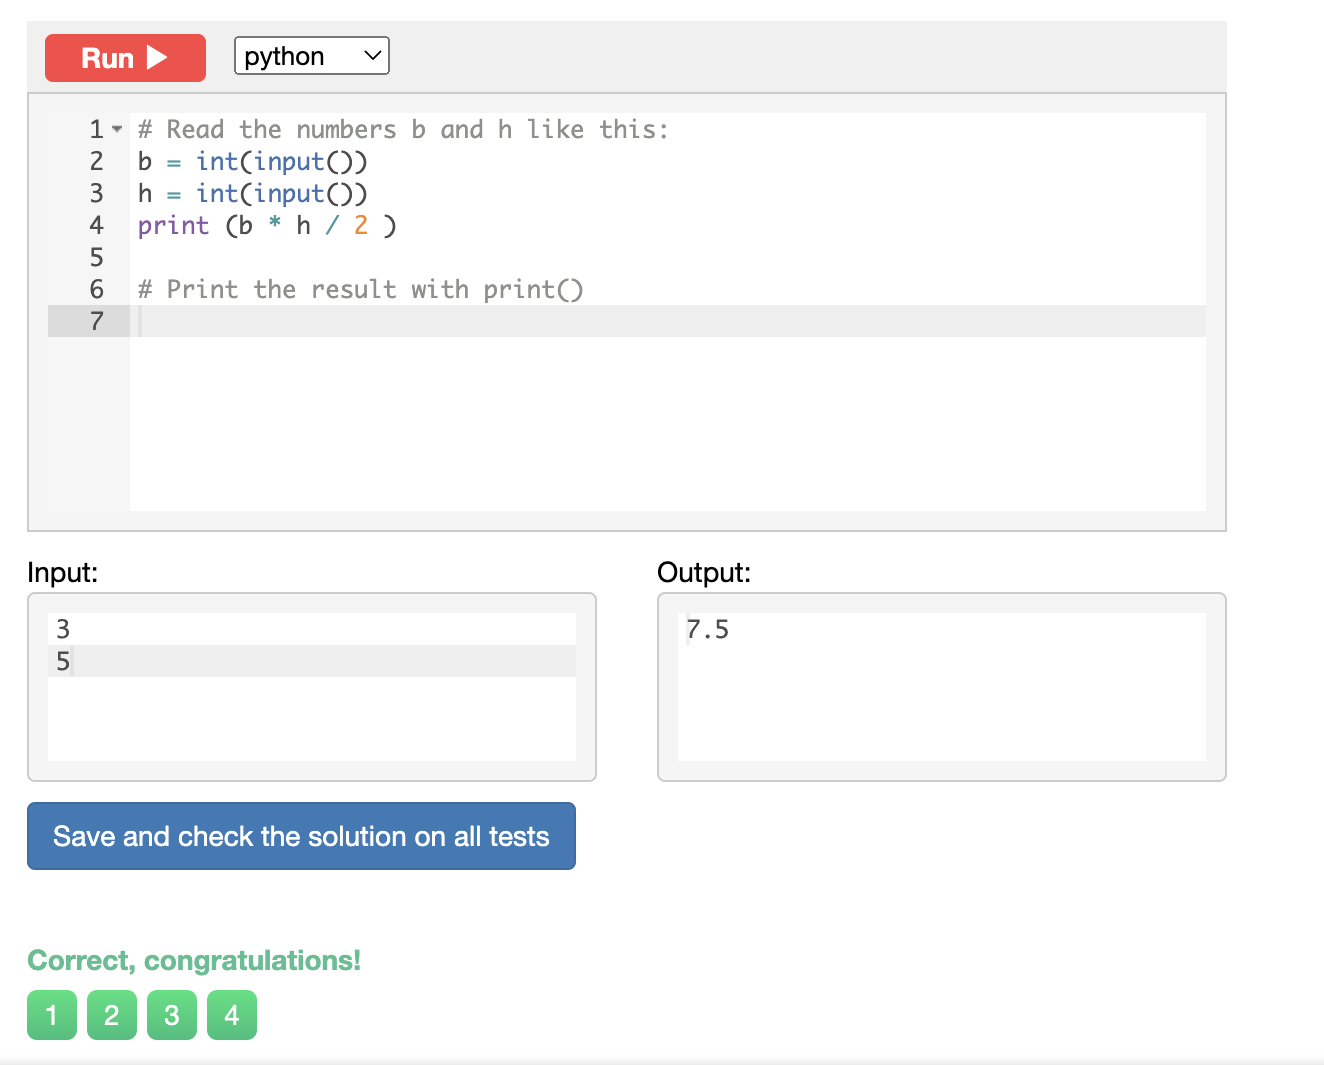 Run python
1 # Read the numbers b and h like this:
2 b = int(input())
3 h = int(input())
4 print (b * h / 2 )
5
6 # Print the result with print()
7
Input: Output:
3 7.5
5
Save and check the solution on all tests
Correct, congratulations!
1 2 3 4